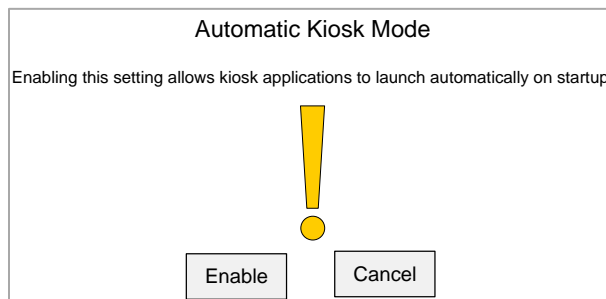 Automatic Kiosk Mode
Enabling this setting allows kiosk applications to launch automatically on startup
Enable
Cancel